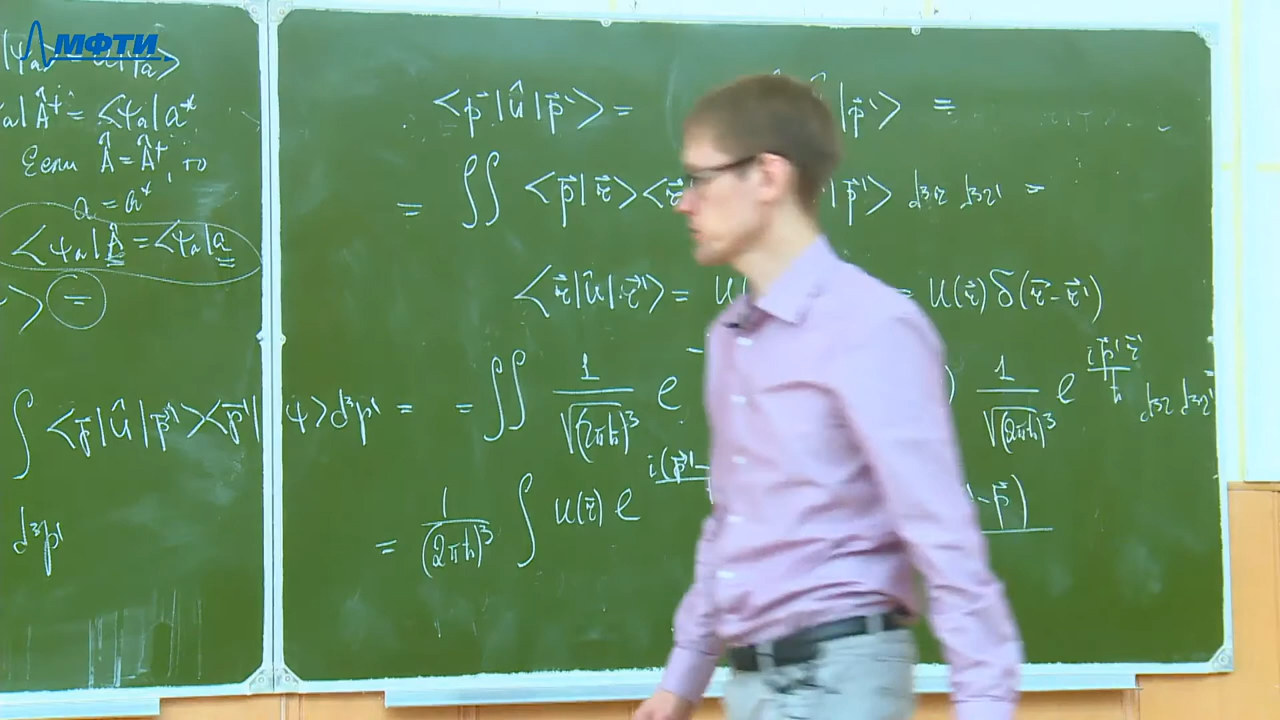 МФТИ
|ψa> = a|ψa>
ψa|Â⁺ = <ψa|a*
Если Â = Â⁺, то
a = a*
<ψa|Â = <ψa|a
> =
∫ <p⃗|û|p⃗'><p⃗'|ψ>d³p' =
d³p'
<p⃗|û|p⃗'> = |p⃗'> =
= ∬ <p⃗|r⃗><r⃗ |p⃗'> d³r d³r' =
<r⃗|û|r⃗'> = U( = U(r⃗)δ(r⃗-r⃗')
= ∬ 1/√(2πħ)³ e^- ) 1/√(2πħ)³ e^(ip⃗'r⃗'/ħ) d³r d³r' =
= 1/(2πħ)³ ∫ U(r⃗) e^i(p⃗'- '-p⃗)